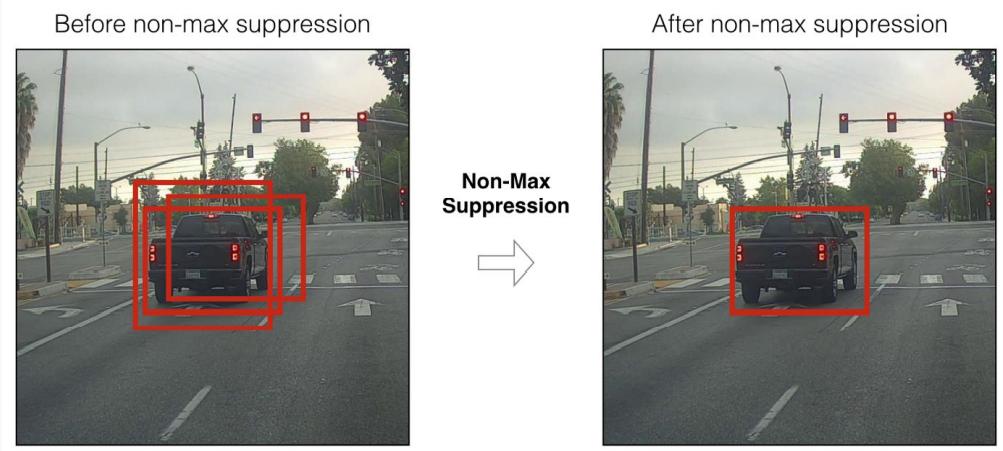 Before non-max suppression
After non-max suppression
Non-Max
Suppression